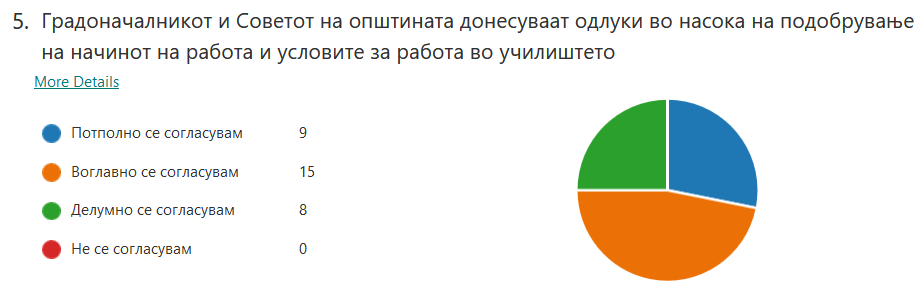 5. Градоначалникот и Советот на општината донесуваат одлуки во насока на подобрување
на начинот на работа и условите за работа во училиштето
More Details
Потполно се согласувам 9
Воглавно се согласувам 15
Делумно се согласувам 8
Не се согласувам 0